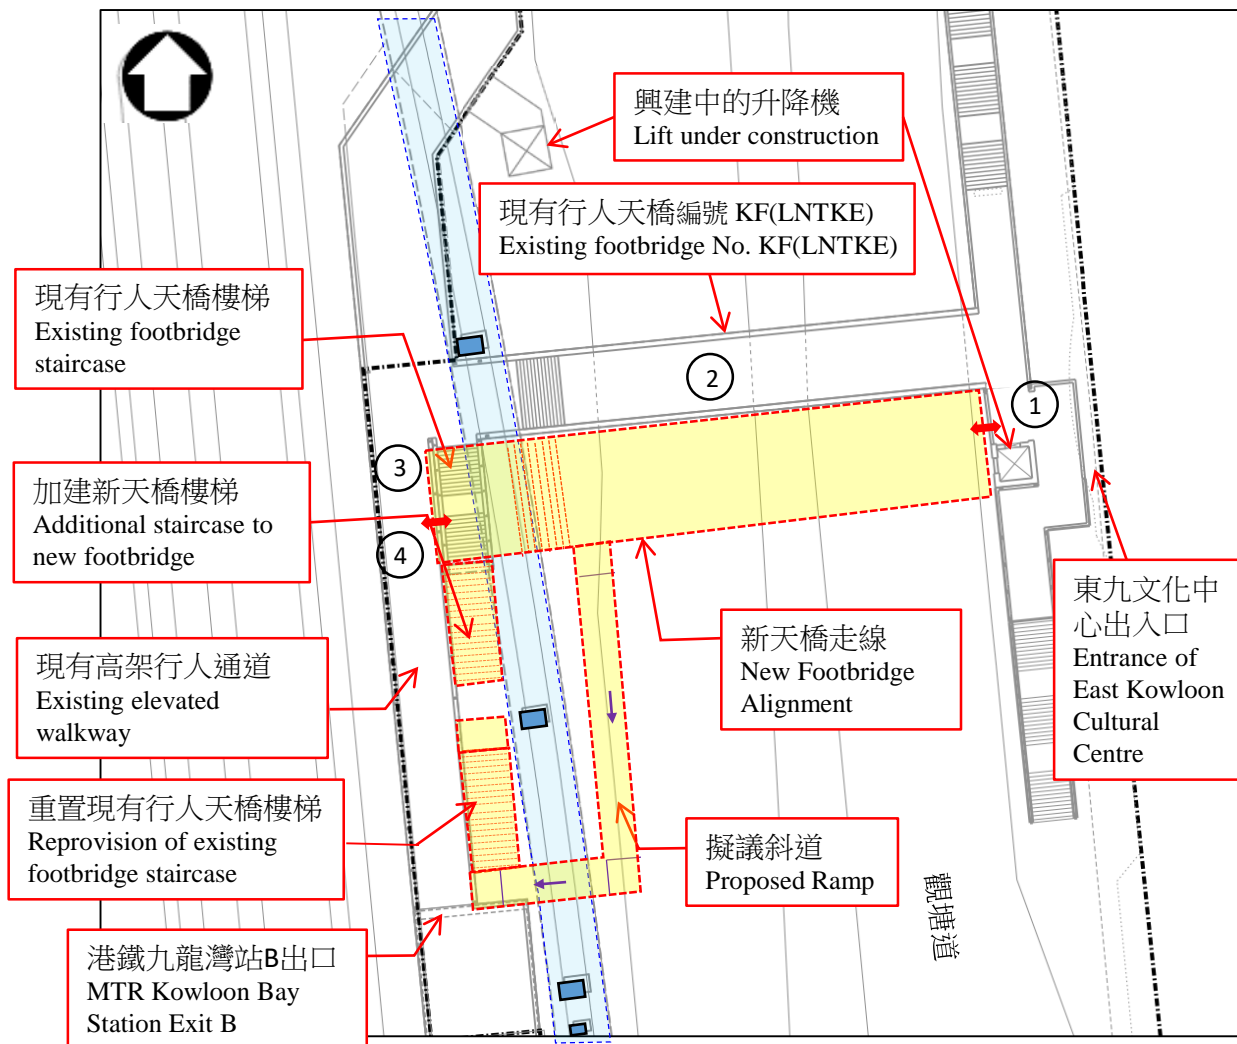 興建中的升降機
Lift under construction
現有行人天橋編號 KF(LNTKE)
Existing footbridge No. KF(LNTKE)
現有行人天橋樓梯
Existing footbridge
staircase
2
1
3
加建新天橋樓梯
Additional staircase to
new footbridge
4
東九文化中
心出入口
Entrance of
East Kowloon
Cultural
Centre
新天橋走線
New Footbridge
Alignment
現有高架行人通道
Existing elevated
walkway
重置現有行人天橋樓梯
Reprovision of existing
footbridge staircase
擬議斜道
Proposed Ramp
觀塘道
港鐵九龍灣站B出口
MTR Kowloon Bay
Station Exit B